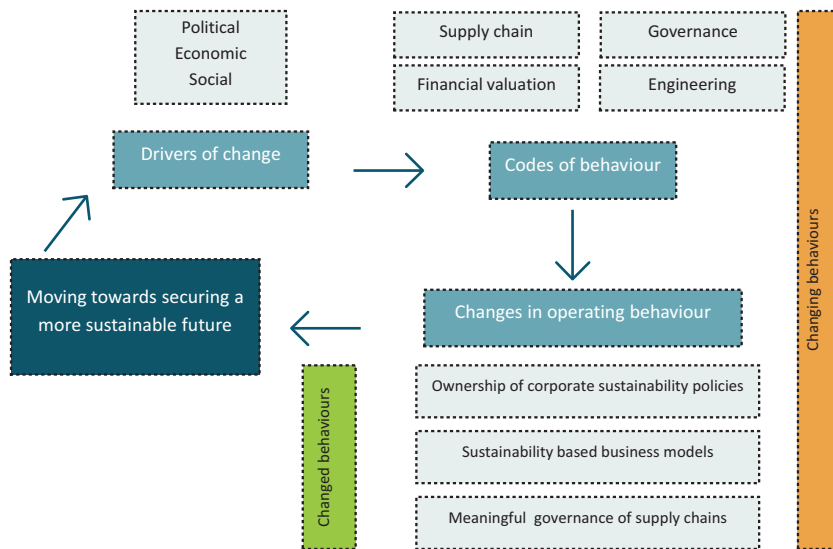 Political
Economic
Social
Supply chain
Governance
Financial valuation
Engineering
Drivers of change
Codes of behaviour
Moving towards securing a
more sustainable future
Changes in operating behaviour
Changing behaviours
Changed behaviours
Ownership of corporate sustainability policies
Sustainability based business models
Meaningful governance of supply chains